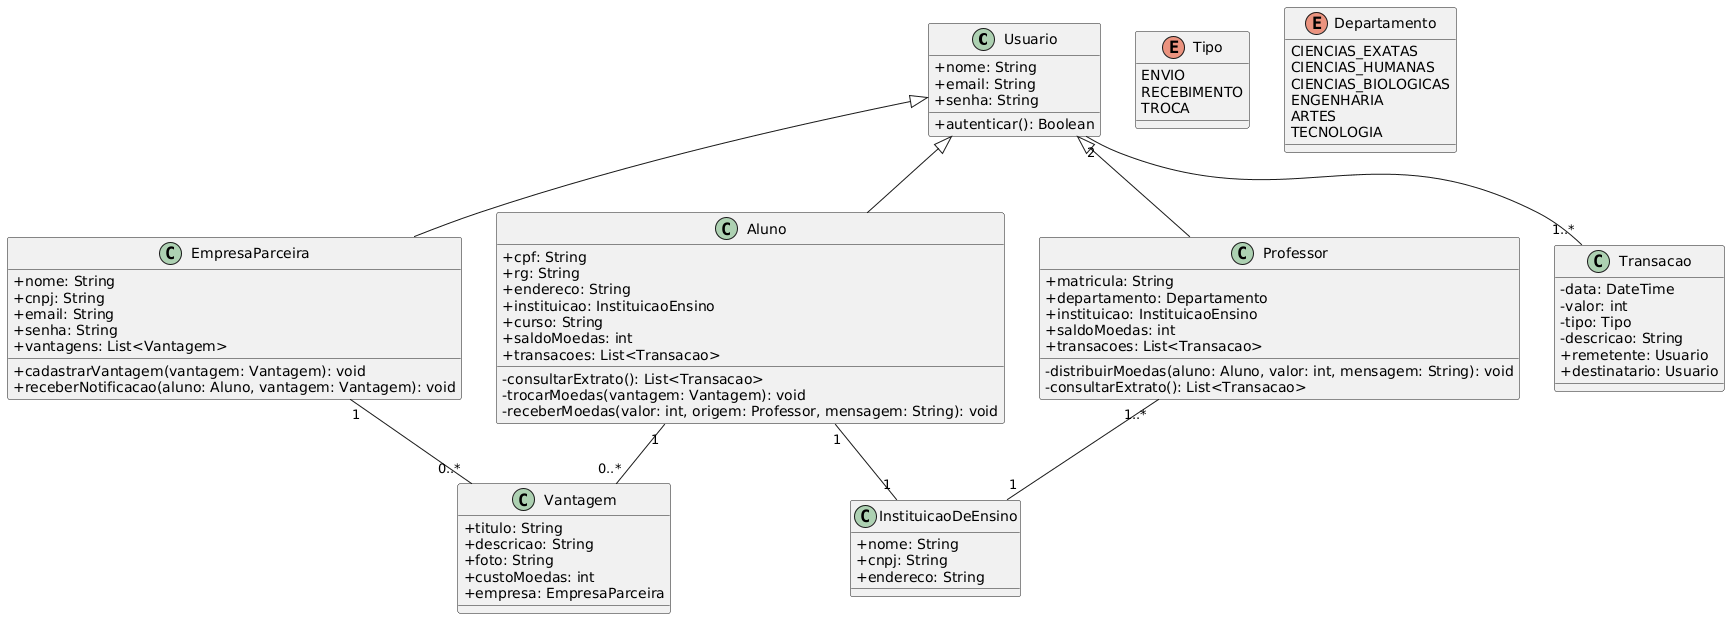 C Usuario
+nome: String
+email: String
+senha: String
+autenticar(): Boolean
E Tipo
ENVIO
RECEBIMENTO
TROCA
E Departamento
CIENCIAS_EXATAS
CIENCIAS_HUMANAS
CIENCIAS_BIOLOGICAS
ENGENHARIA
ARTES
TECNOLOGIA
2
1..*
C EmpresaParceira
+nome: String
+cnpj: String
+email: String
+senha: String
+vantagens: List<Vantagem>
+cadastrarVantagem(vantagem: Vantagem): void
+receberNotificacao(aluno: Aluno, vantagem: Vantagem): void
C Aluno
+cpf: String
+rg: String
+endereco: String
+instituicao: InstituicaoEnsino
+curso: String
+saldoMoedas: int
+transacoes: List<Transacao>
-consultarExtrato(): List<Transacao>
-trocarMoedas(vantagem: Vantagem): void
-receberMoedas(valor: int, origem: Professor, mensagem: String): void
C Professor
+matricula: String
+departamento: Departamento
+instituicao: InstituicaoEnsino
+saldoMoedas: int
+transacoes: List<Transacao>
-distribuirMoedas(aluno: Aluno, valor: int, mensagem: String): void
-consultarExtrato(): List<Transacao>
C Transacao
-data: DateTime
-valor: int
-tipo: Tipo
-descricao: String
+remetente: Usuario
+destinatario: Usuario
1
1
1
1..*
0..*
0..*
1
1
C Vantagem
+titulo: String
+descricao: String
+foto: String
+custoMoedas: int
+empresa: EmpresaParceira
C InstituicaoDeEnsino
+nome: String
+cnpj: String
+endereco: String